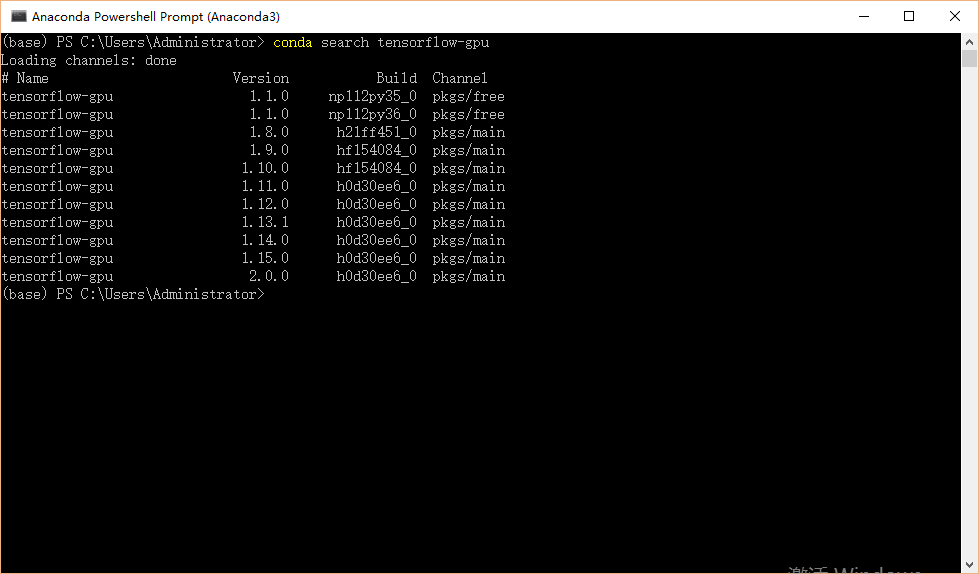 Anaconda Powershell Prompt (Anaconda3)
(base) PS C:\Users\Administrator> conda search tensorflow-gpu
Loading channels: done
# Name Version Build Channel
tensorflow-gpu 1.1.0 np112py35_0 pkgs/free
tensorflow-gpu 1.1.0 np112py36_0 pkgs/free
tensorflow-gpu 1.8.0 h21ff451_0 pkgs/main
tensorflow-gpu 1.9.0 hf154084_0 pkgs/main
tensorflow-gpu 1.10.0 hf154084_0 pkgs/main
tensorflow-gpu 1.11.0 h0d30ee6_0 pkgs/main
tensorflow-gpu 1.12.0 h0d30ee6_0 pkgs/main
tensorflow-gpu 1.13.1 h0d30ee6_0 pkgs/main
tensorflow-gpu 1.14.0 h0d30ee6_0 pkgs/main
tensorflow-gpu 1.15.0 h0d30ee6_0 pkgs/main
tensorflow-gpu 2.0.0 h0d30ee6_0 pkgs/main
(base) PS C:\Users\Administrator>
激活 Windows